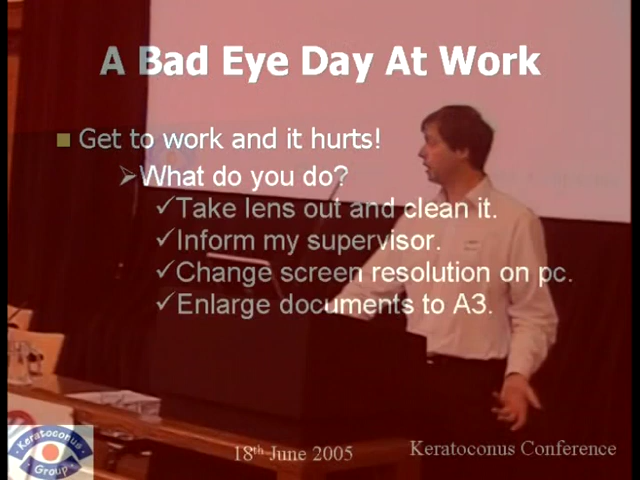 A Bad Eye Day At Work
Get to work and it hurts!
What do you do?
Take lens out and clean it.
Inform my supervisor.
Change screen resolution on pc.
Enlarge documents to A3.
18th June 2005
Keratoconus Conference
Keratoconus
Group